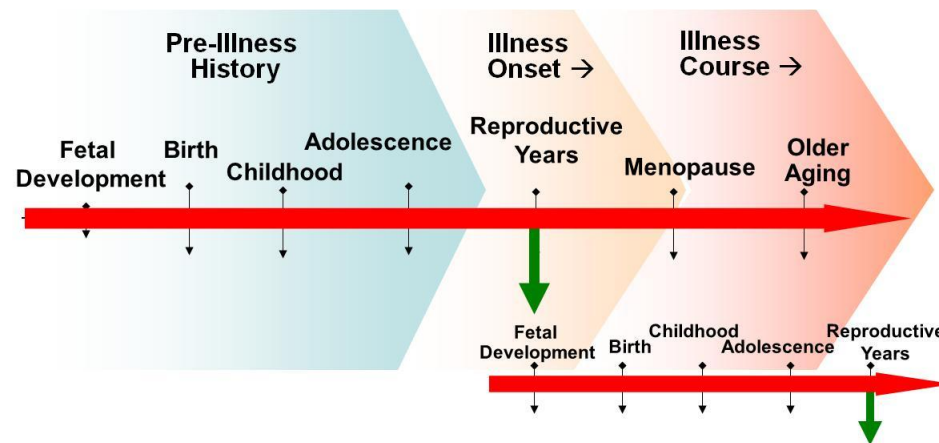 Pre-Illness
History
Illness
Onset →
Illness
Course →
Fetal
Development
Birth
Childhood
Adolescence
Reproductive
Years
Menopause
Older
Aging
Fetal
Development
Birth
Childhood
Adolescence
Reproductive
Years